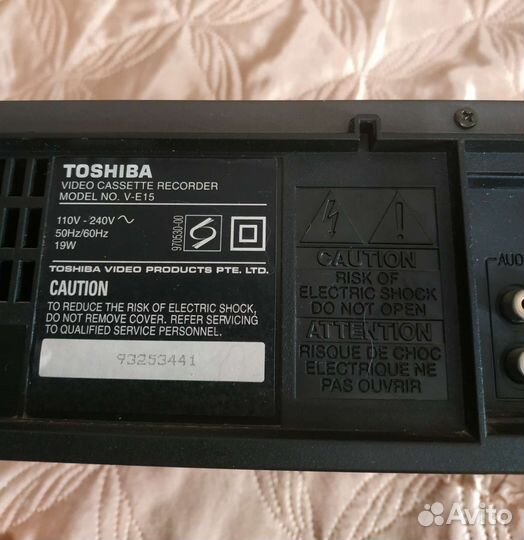 TOSHIBA
VIDEO CASSETTE RECORDER
MODEL NO. V-E15
110V - 240V ~
50Hz/60Hz
19W
970530-00
S
TOSHIBA VIDEO PRODUCTS PTE. LTD.
CAUTION
TO REDUCE THE RISK OF ELECTRIC SHOCK,
DO NOT REMOVE COVER. REFER SERVICING
TO QUALIFIED SERVICE PERSONNEL.
93253441
CAUTION
RISK OF
ELECTRIC SHOCK
DO NOT OPEN
ATTENTION
RISQUE DE CHOC
ELECTRIQUE NE
PAS OUVRIR
AUD
Avito